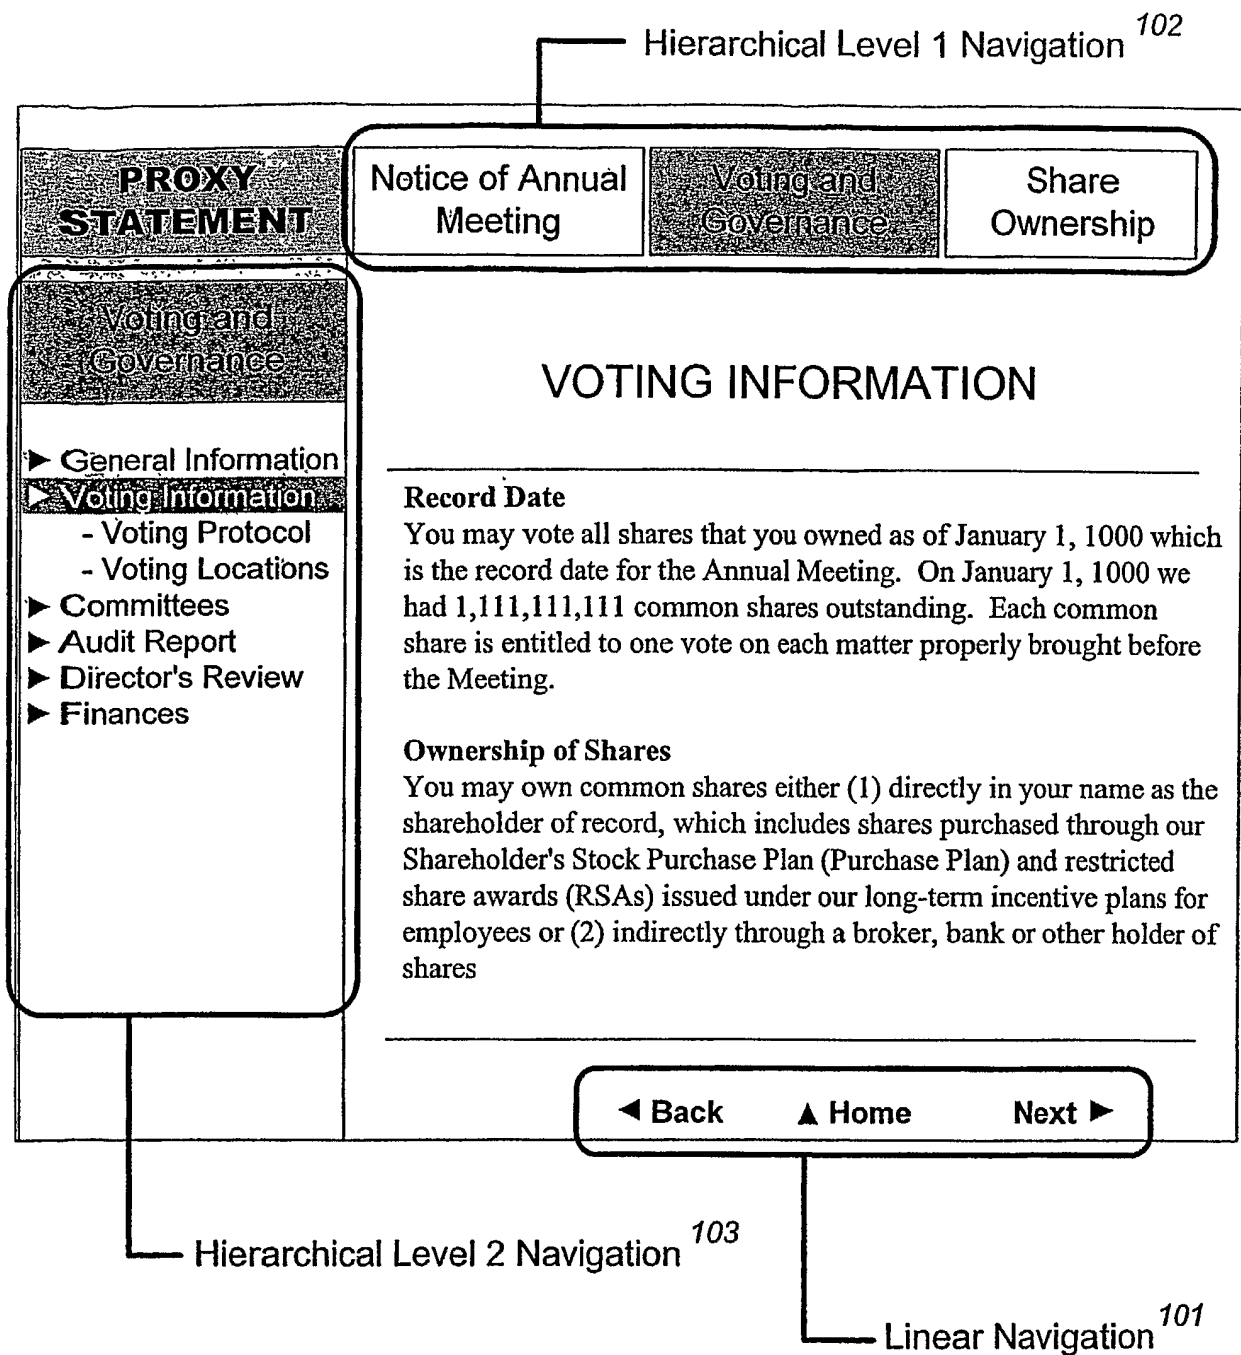 Hierarchical Level 1 Navigation 102
PROXY
STATEMENT
Notice of Annual
Meeting
Voting and
Governance
Share
Ownership
Voting and
Governance
► General Information
► Voting Information
- Voting Protocol
- Voting Locations
► Committees
► Audit Report
► Director's Review
► Finances
VOTING INFORMATION
Record Date
You may vote all shares that you owned as of January 1, 1000 which
is the record date for the Annual Meeting. On January 1, 1000 we
had 1,111,111,111 common shares outstanding. Each common
share is entitled to one vote on each matter properly brought before
the Meeting.
Ownership of Shares
You may own common shares either (1) directly in your name as the
shareholder of record, which includes shares purchased through our
Shareholder's Stock Purchase Plan (Purchase Plan) and restricted
share awards (RSAs) issued under our long-term incentive plans for
employees or (2) indirectly through a broker, bank or other holder of
shares
◄ Back ▲ Home Next ►
Hierarchical Level 2 Navigation 103
Linear Navigation 101